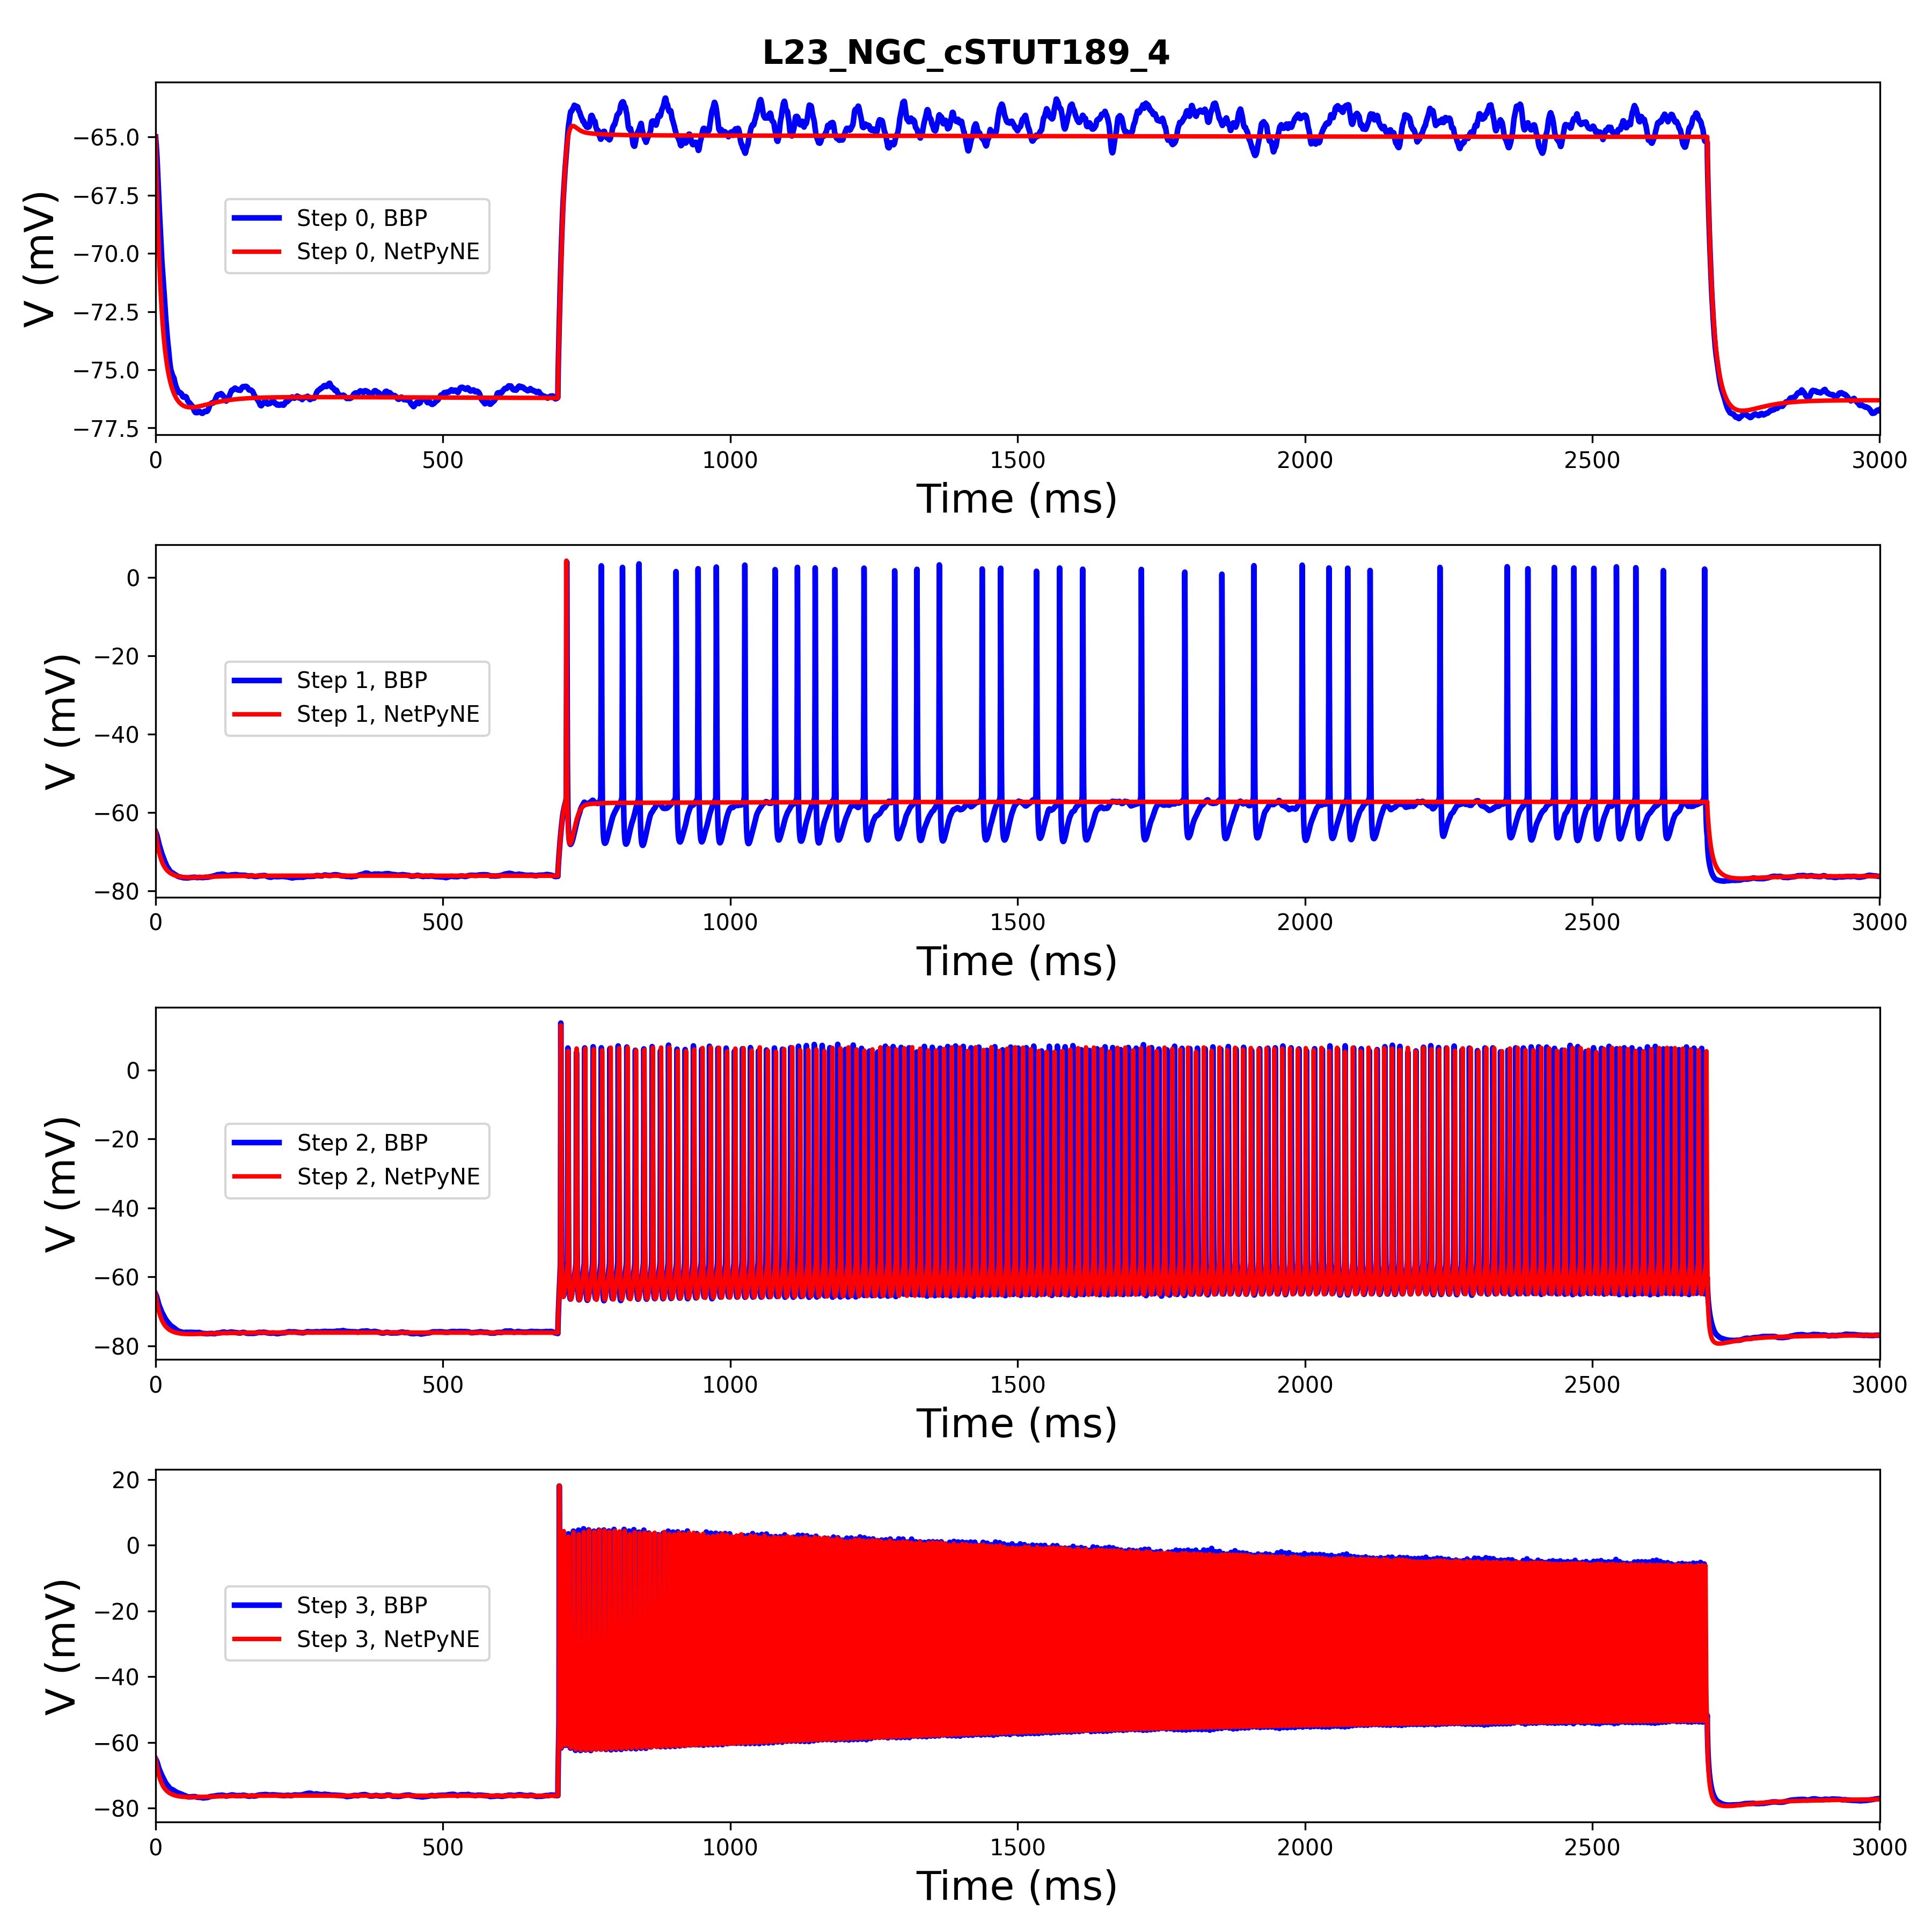 L23_NGC_cSTUT189_4
V (mV)
−65.0
−67.5
−70.0
−72.5
−75.0
−77.5
Step 0, BBP
Step 0, NetPyNE
0 500 1000 1500 2000 2500 3000
Time (ms)
V (mV)
0
−20
−40
−60
−80
Step 1, BBP
Step 1, NetPyNE
0 500 1000 1500 2000 2500 3000
Time (ms)
V (mV)
0
−20
−40
−60
−80
Step 2, BBP
Step 2, NetPyNE
0 500 1000 1500 2000 2500 3000
Time (ms)
V (mV)
20
0
−20
−40
−60
−80
Step 3, BBP
Step 3, NetPyNE
0 500 1000 1500 2000 2500 3000
Time (ms)